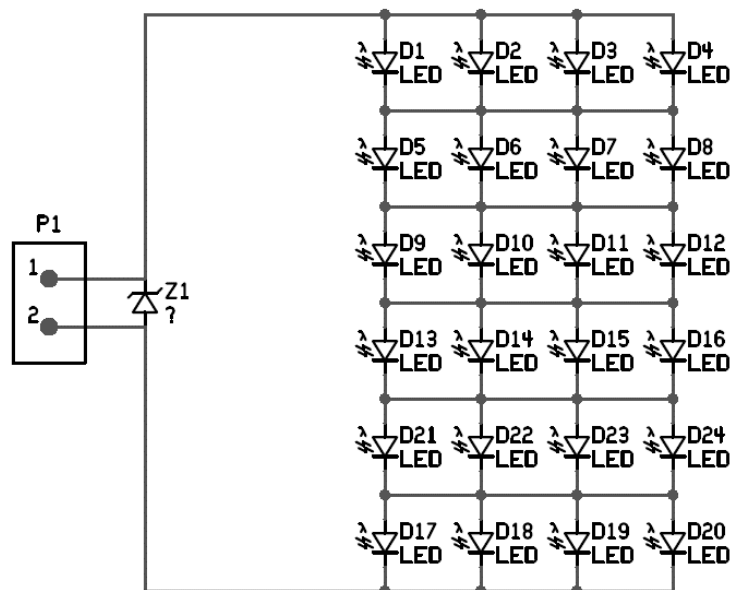 D1 D2 D3 D4
LED LED LED LED
D5 D6 D7 D8
LED LED LED LED
P1
D9 D10 D11 D12
LED LED LED LED
1
Z1
2
?
D13 D14 D15 D16
LED LED LED LED
D21 D22 D23 D24
LED LED LED LED
D17 D18 D19 D20
LED LED LED LED